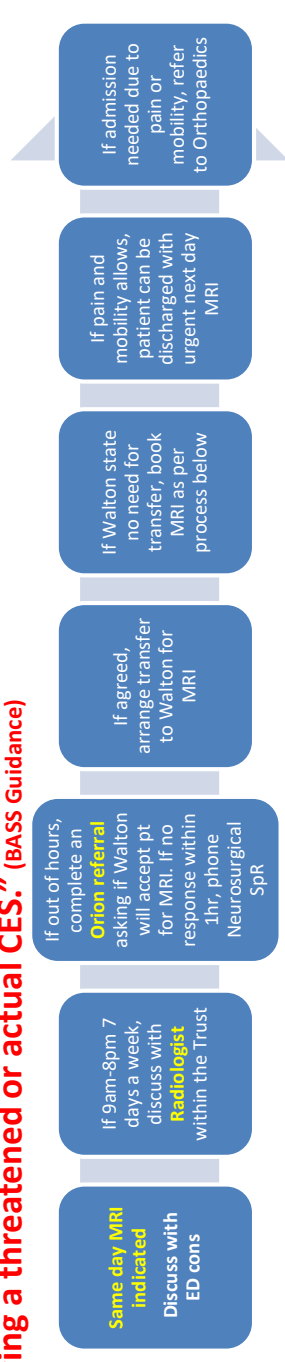 ing a threatened or actual CES.” (BASS Guidance)
Same day MRI
indicated
Discuss with
ED cons
If 9am-8pm 7
days a week,
discuss with
Radiologist
within the Trust
If out of hours,
complete an
Orion referral
asking if Walton
will accept pt
for MRI. If no
response within
1hr, phone
Neurosurgical
SpR
If agreed,
arrange transfer
to Walton for
MRI
If Walton state
no need for
transfer, book
MRI as per
process below
If pain and
mobility allows,
patient can be
discharged with
urgent next day
MRI
If admission
needed due to
pain or
mobility, refer
to Orthopaedics